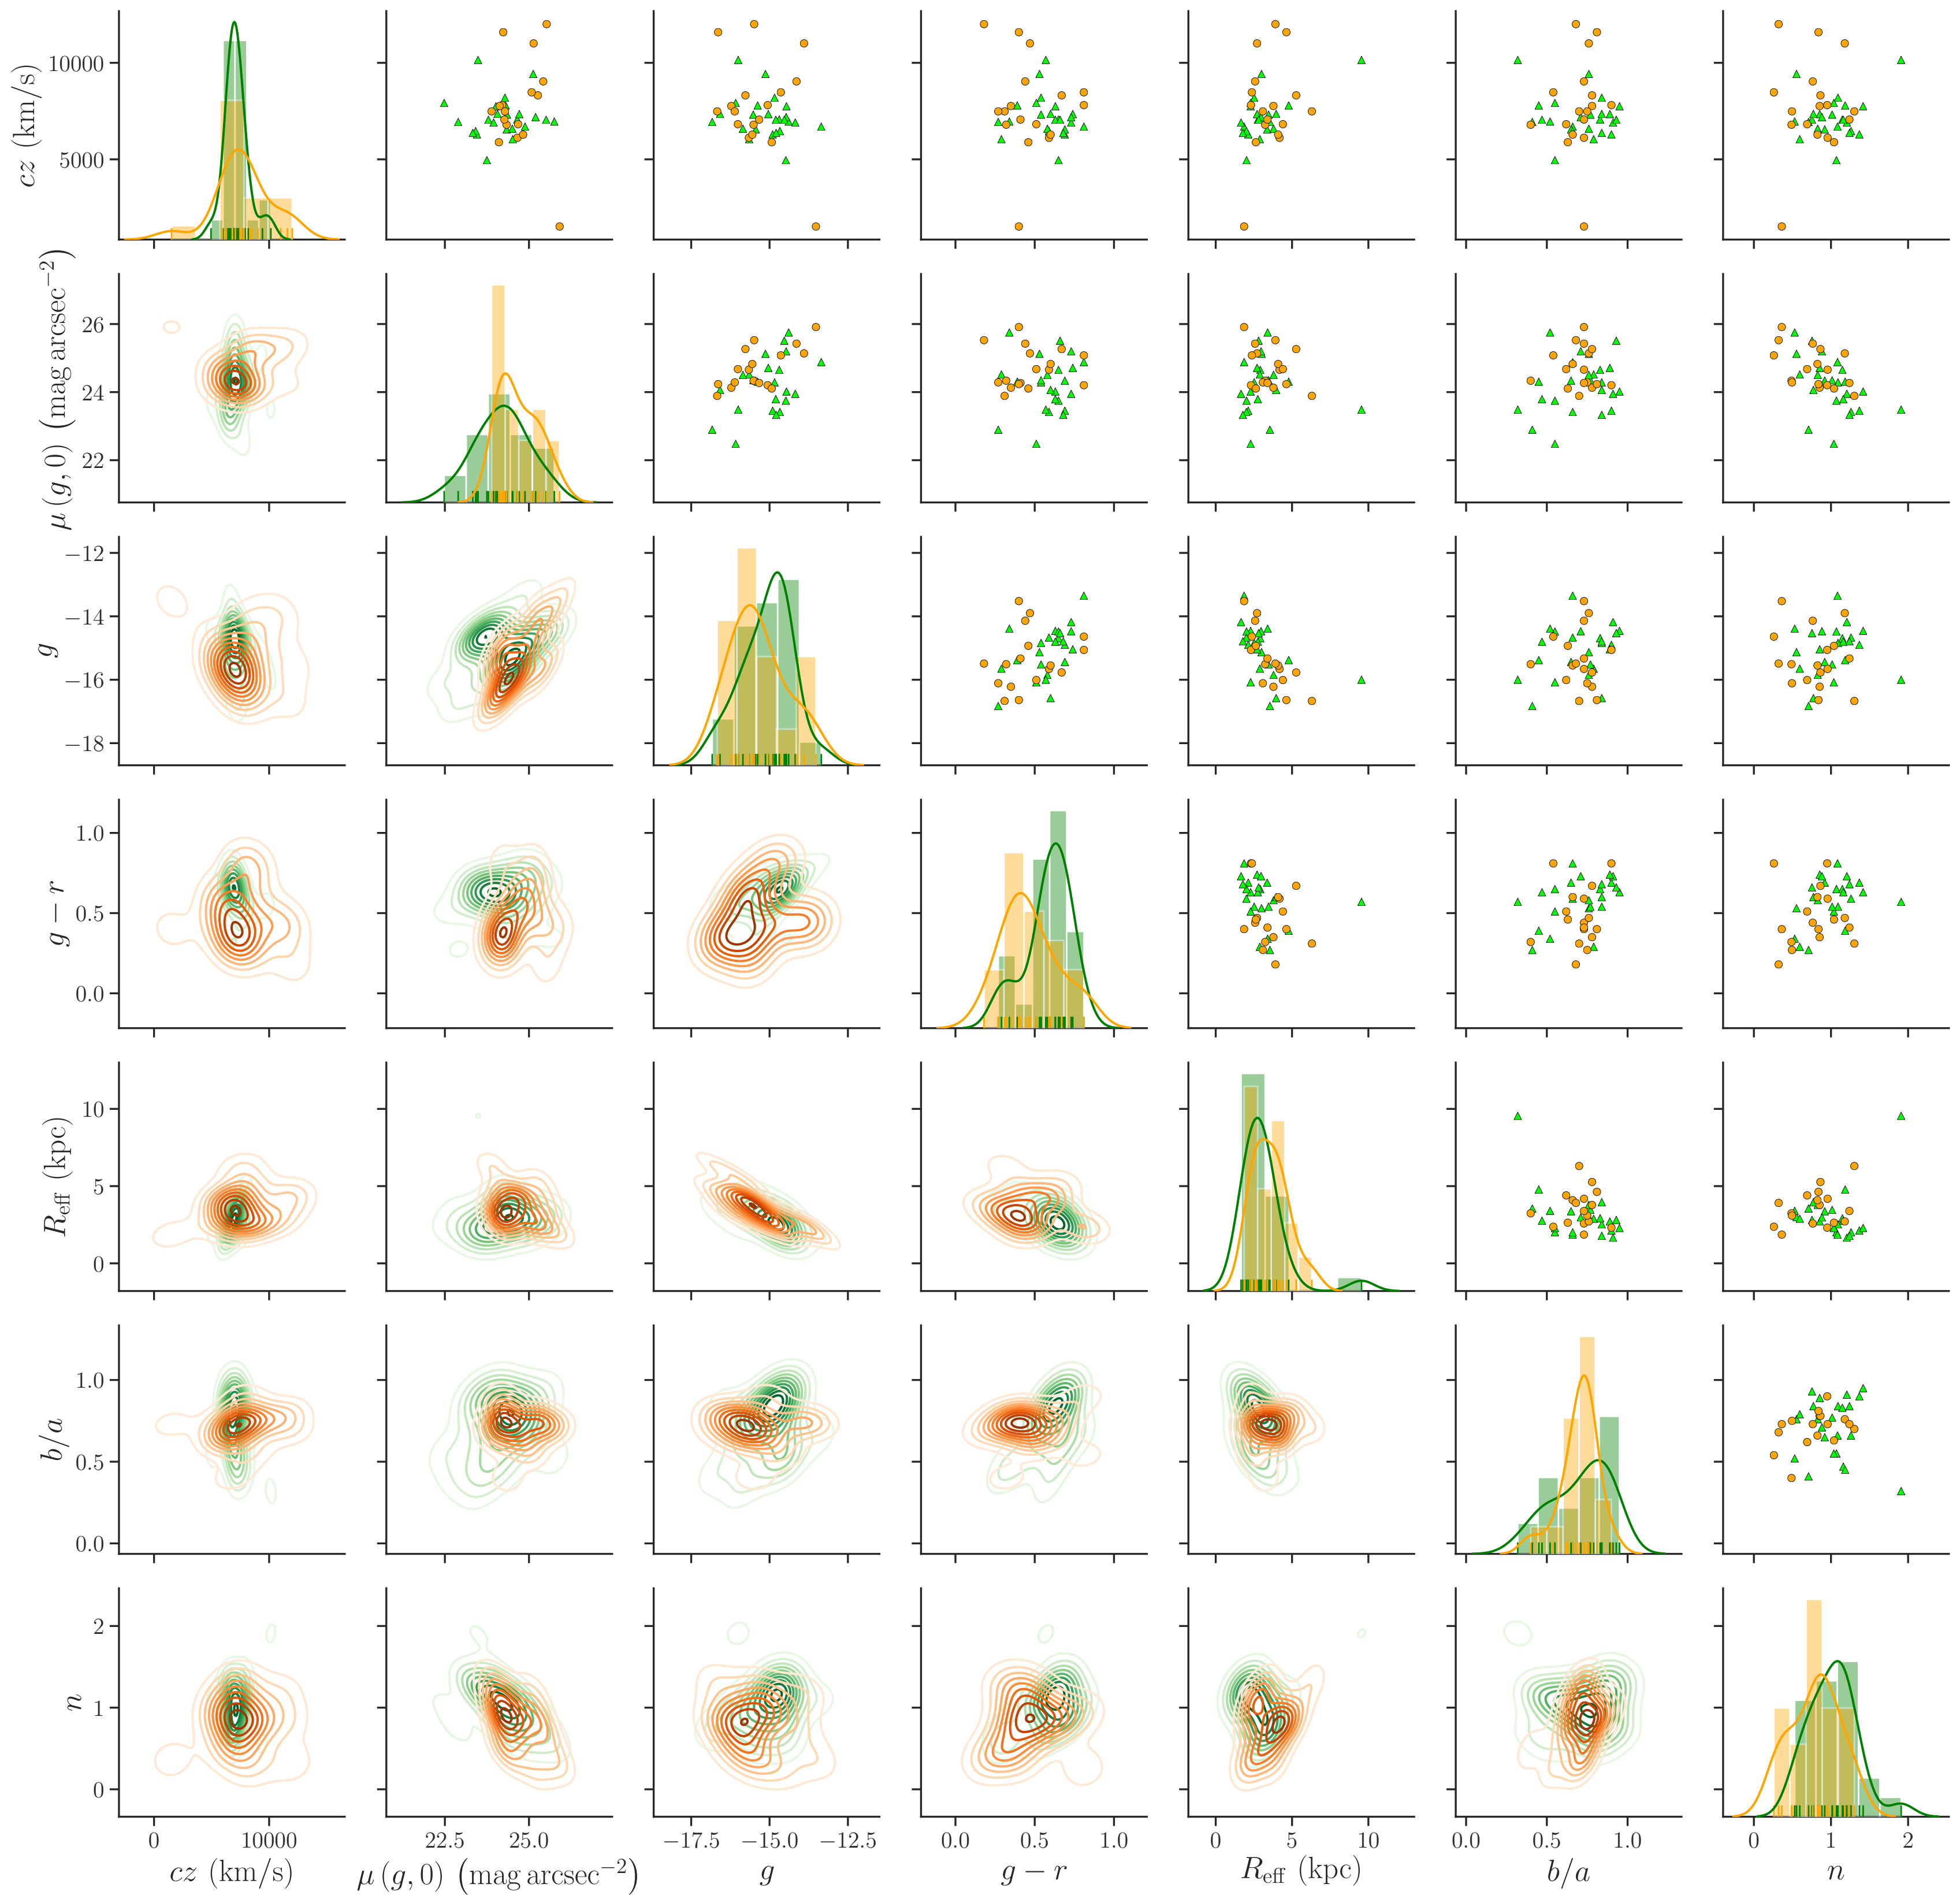 cz (km/s)
10000
5000
μ(g, 0) (mag arcsec−2)
26
24
22
g
−12
−14
−16
−18
g − r
1.0
0.5
0.0
Reff (kpc)
10
5
0
b/a
1.0
0.5
0.0
n
2
1
0
0 10000 22.5 25.0 −17.5 −15.0 −12.5 0.0 0.5 1.0 0 5 10 0.0 0.5 1.0 0 1 2
cz (km/s) μ(g, 0) (mag arcsec−2) g g − r Reff (kpc) b/a n